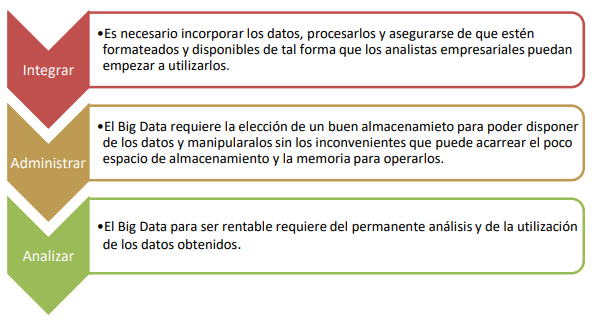 Integrar
•Es necesario incorporar los datos, procesarlos y asegurarse de que estén
formateados y disponibles de tal forma que los analistas empresariales puedan
empezar a utilizarlos.
Administrar
•El Big Data requiere la elección de un buen almacenamieto para poder disponer
de los datos y manipularalos sin los inconvenientes que puede acarrear el poco
espacio de almacenamiento y la memoria para operarlos.
Analizar
•El Big Data para ser rentable requiere del permanente análisis y de la utilización
de los datos obtenidos.